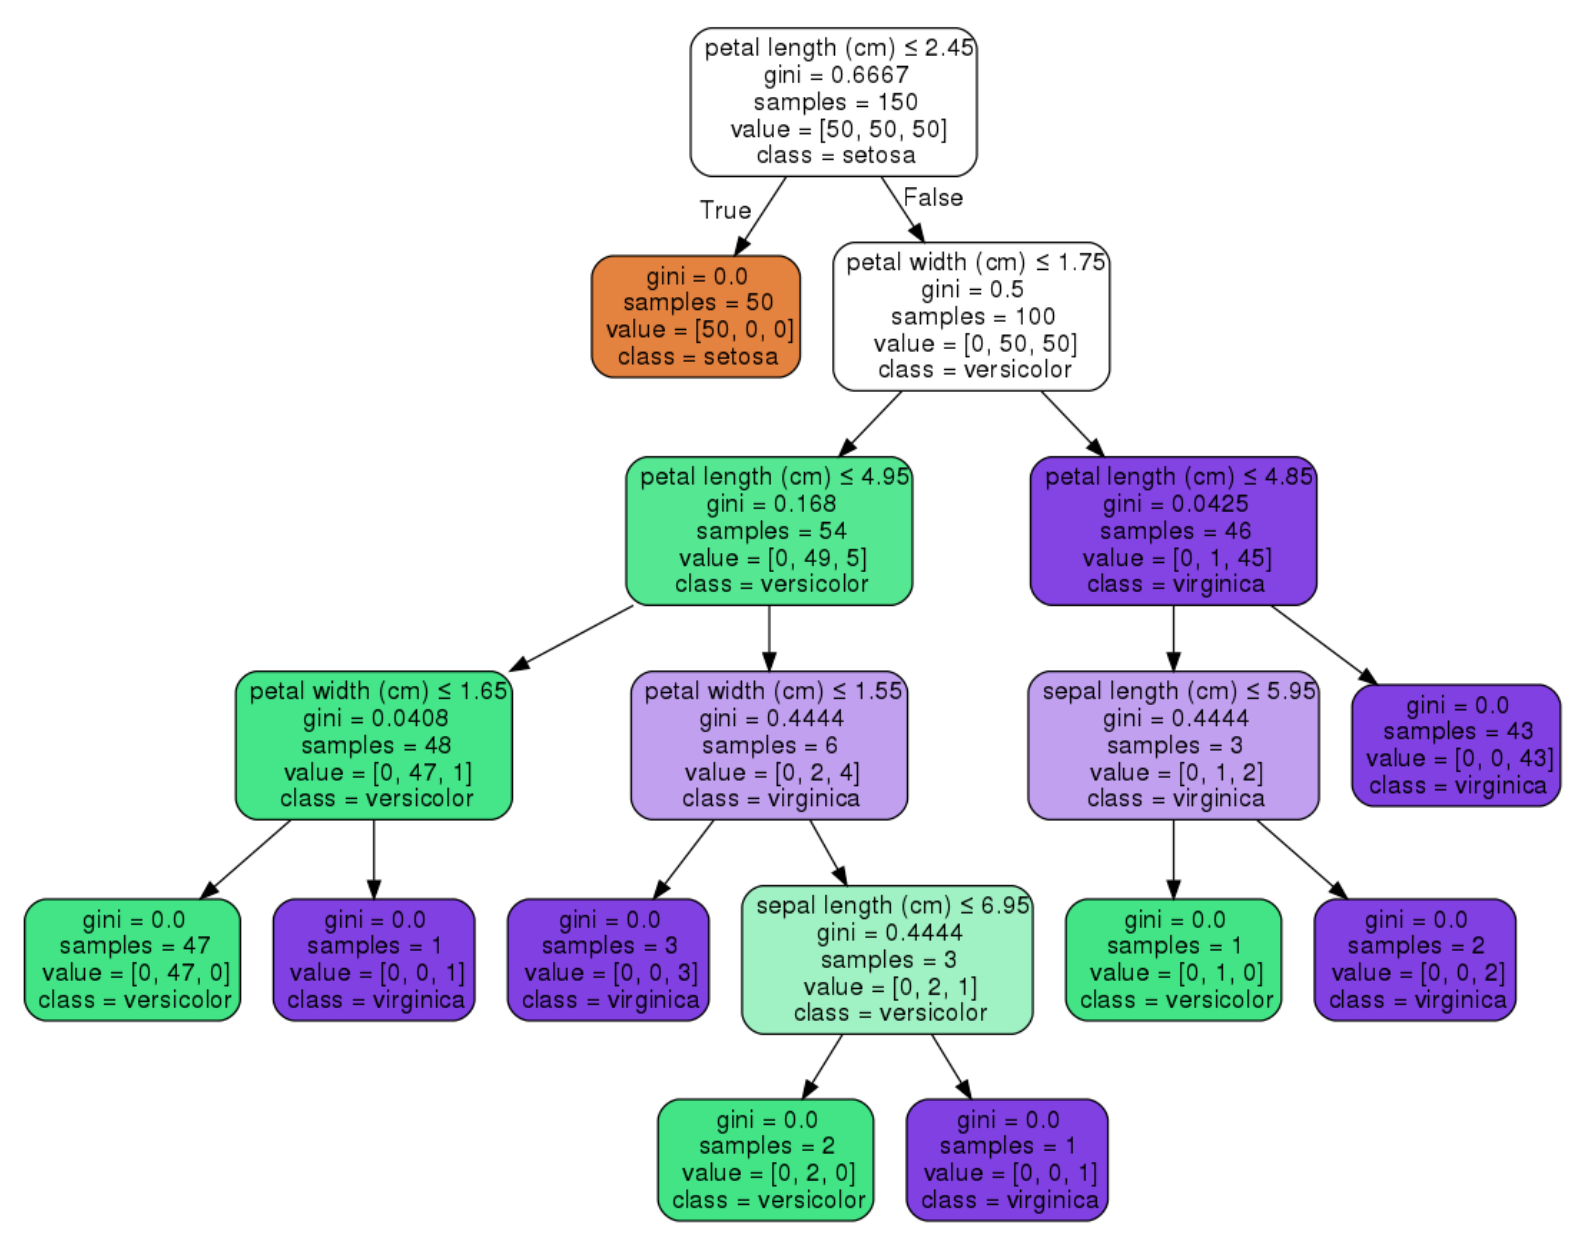 petal length (cm) ≤ 2.45
gini = 0.6667
samples = 150
value = [50, 50, 50]
class = setosa
True
False
gini = 0.0
samples = 50
value = [50, 0, 0]
class = setosa
petal width (cm) ≤ 1.75
gini = 0.5
samples = 100
value = [0, 50, 50]
class = versicolor
petal length (cm) ≤ 4.95
gini = 0.168
samples = 54
value = [0, 49, 5]
class = versicolor
petal length (cm) ≤ 4.85
gini = 0.0425
samples = 46
value = [0, 1, 45]
class = virginica
petal width (cm) ≤ 1.65
gini = 0.0408
samples = 48
value = [0, 47, 1]
class = versicolor
petal width (cm) ≤ 1.55
gini = 0.4444
samples = 6
value = [0, 2, 4]
class = virginica
sepal length (cm) ≤ 5.95
gini = 0.4444
samples = 3
value = [0, 1, 2]
class = virginica
gini = 0.0
samples = 43
value = [0, 0, 43]
class = virginica
gini = 0.0
samples = 47
value = [0, 47, 0]
class = versicolor
gini = 0.0
samples = 1
value = [0, 0, 1]
class = virginica
gini = 0.0
samples = 3
value = [0, 0, 3]
class = virginica
sepal length (cm) ≤ 6.95
gini = 0.4444
samples = 3
value = [0, 2, 1]
class = versicolor
gini = 0.0
samples = 1
value = [0, 1, 0]
class = versicolor
gini = 0.0
samples = 2
value = [0, 0, 2]
class = virginica
gini = 0.0
samples = 2
value = [0, 2, 0]
class = versicolor
gini = 0.0
samples = 1
value = [0, 0, 1]
class = virginica